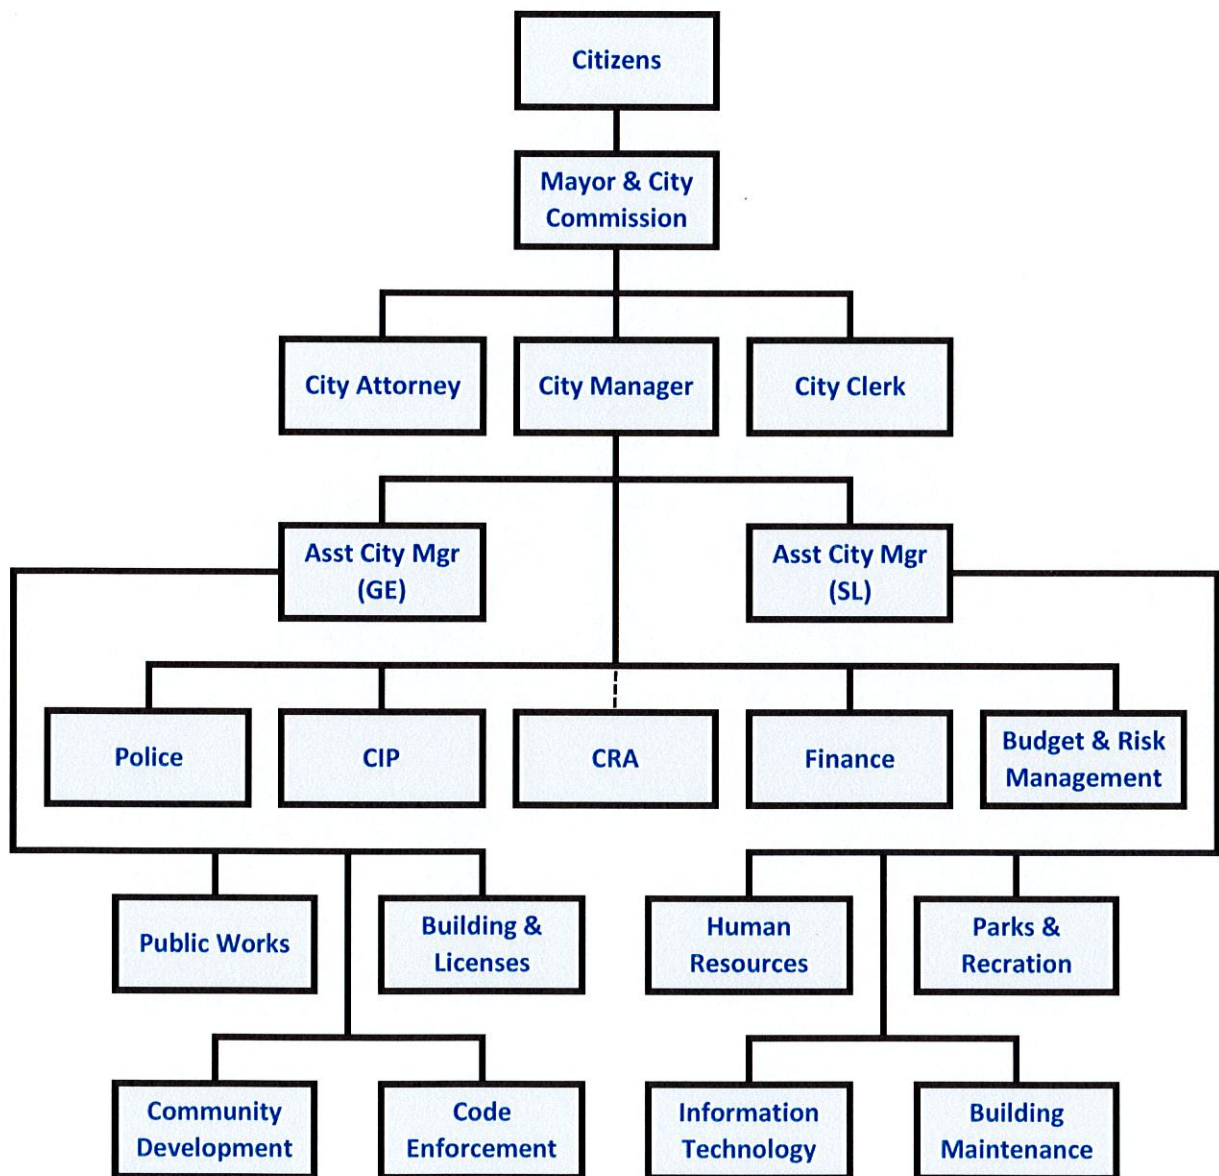 Citizens
Mayor & City
Commission
City Attorney
City Manager
City Clerk
Asst City Mgr
(GE)
Asst City Mgr
(SL)
Police
CIP
CRA
Finance
Budget & Risk
Management
Public Works
Building &
Licenses
Human
Resources
Parks &
Recration
Community
Development
Code
Enforcement
Information
Technology
Building
Maintenance